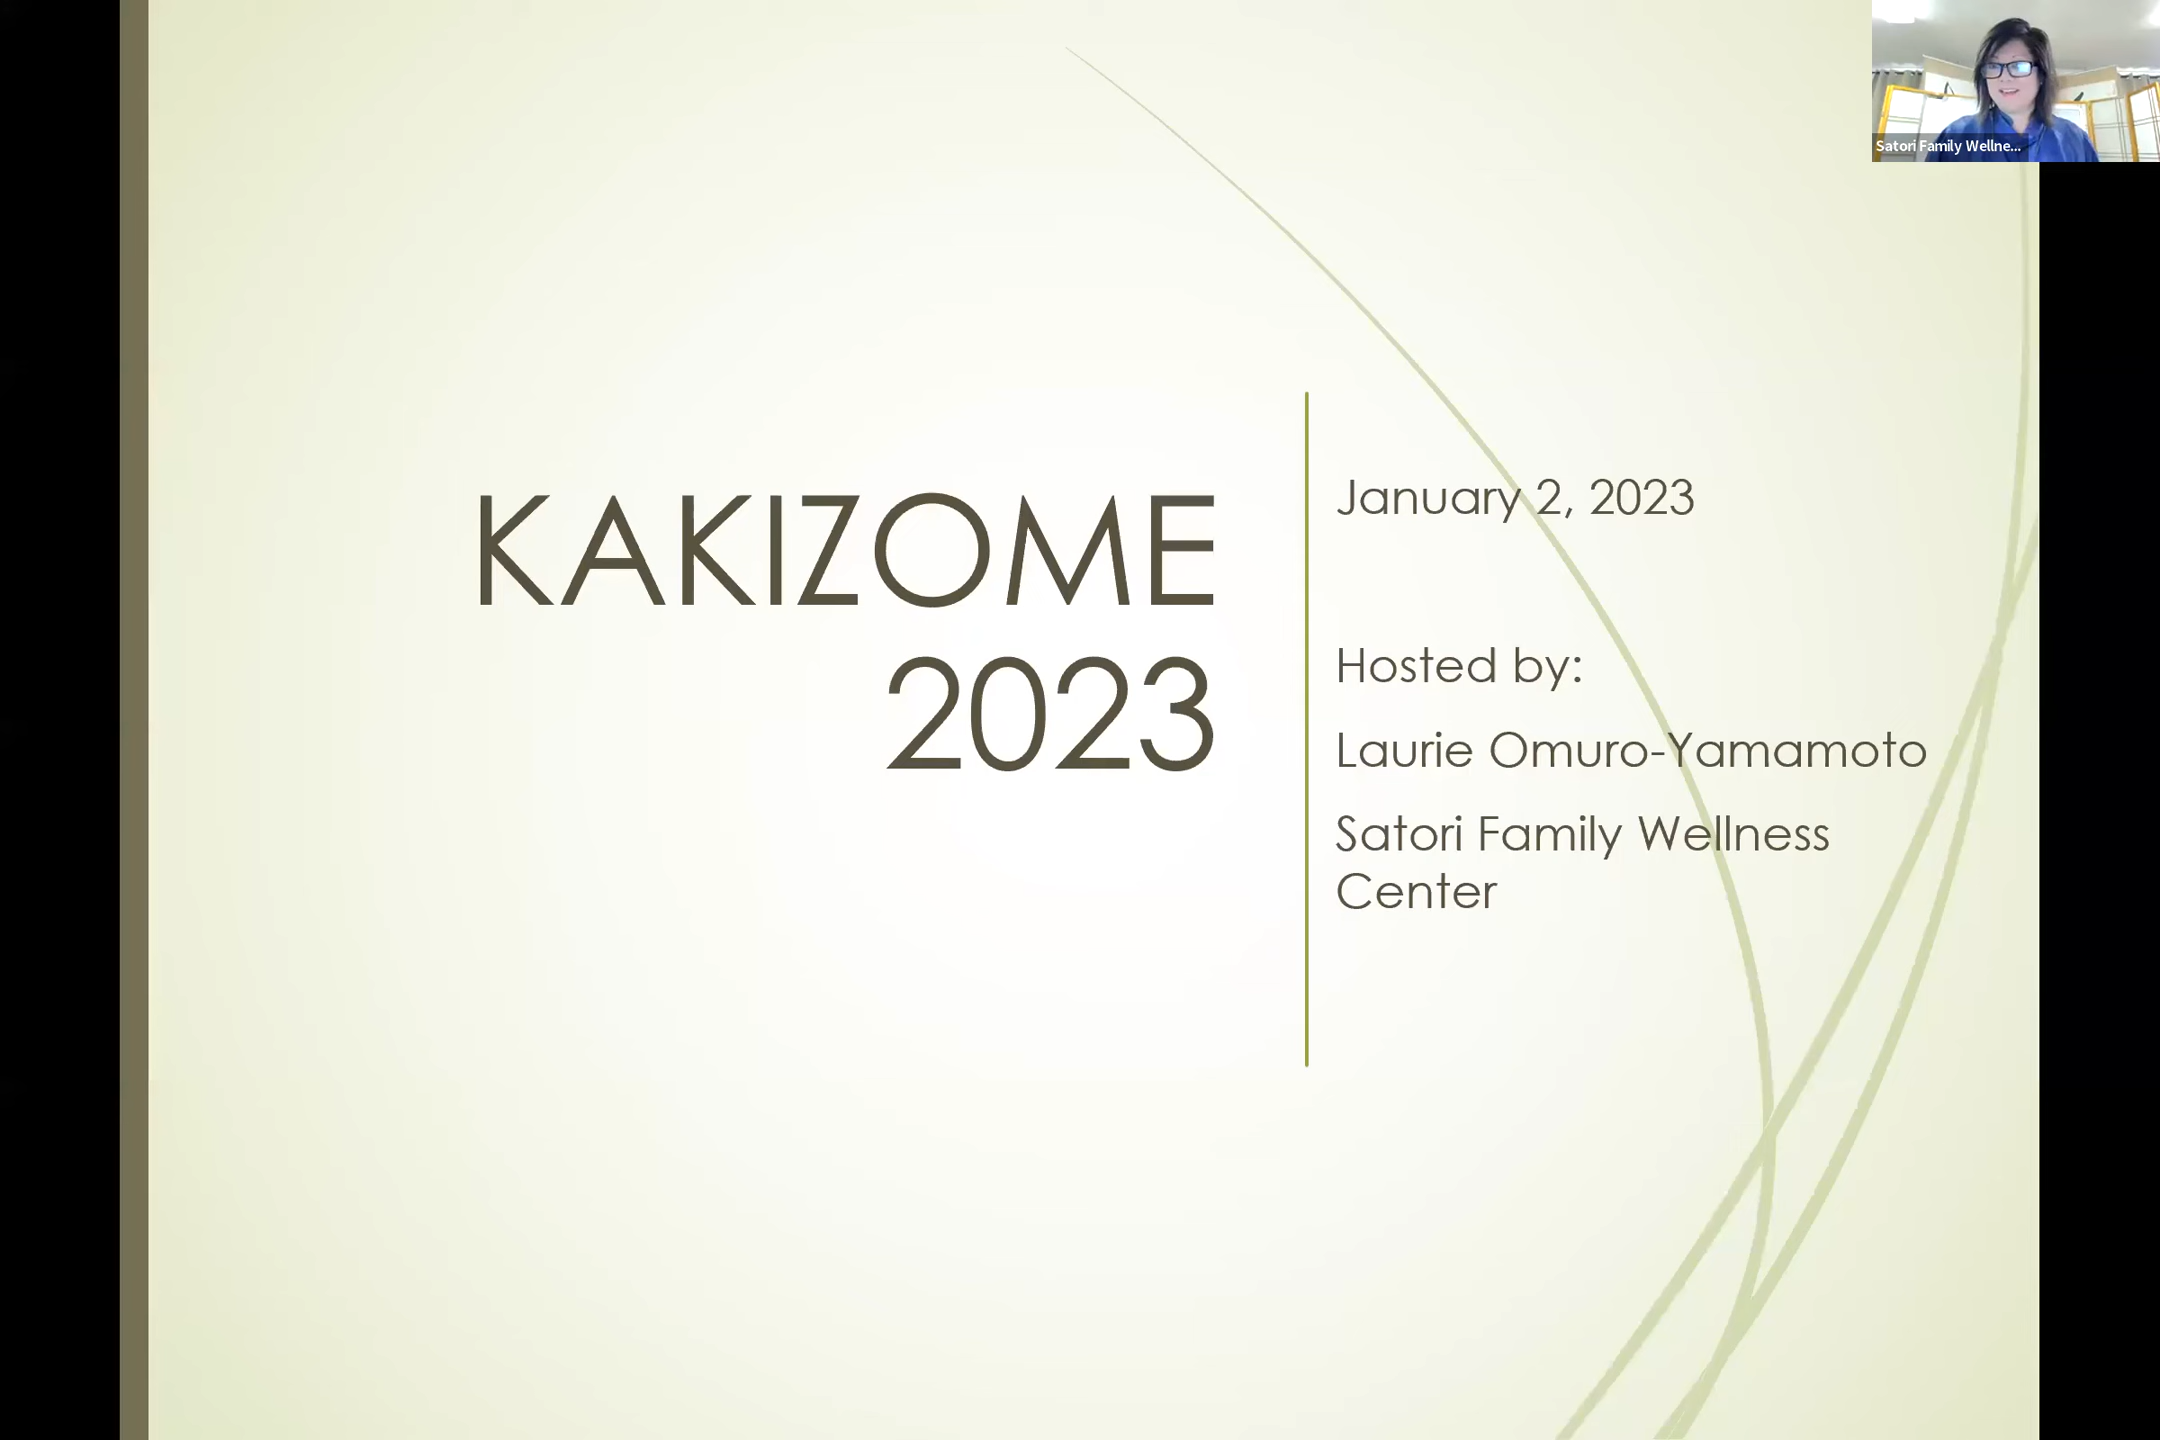 KAKIZOME
2023
January 2, 2023
Hosted by:
Laurie Omuro-Yamamoto
Satori Family Wellness
Center
Satori Family Wellne...